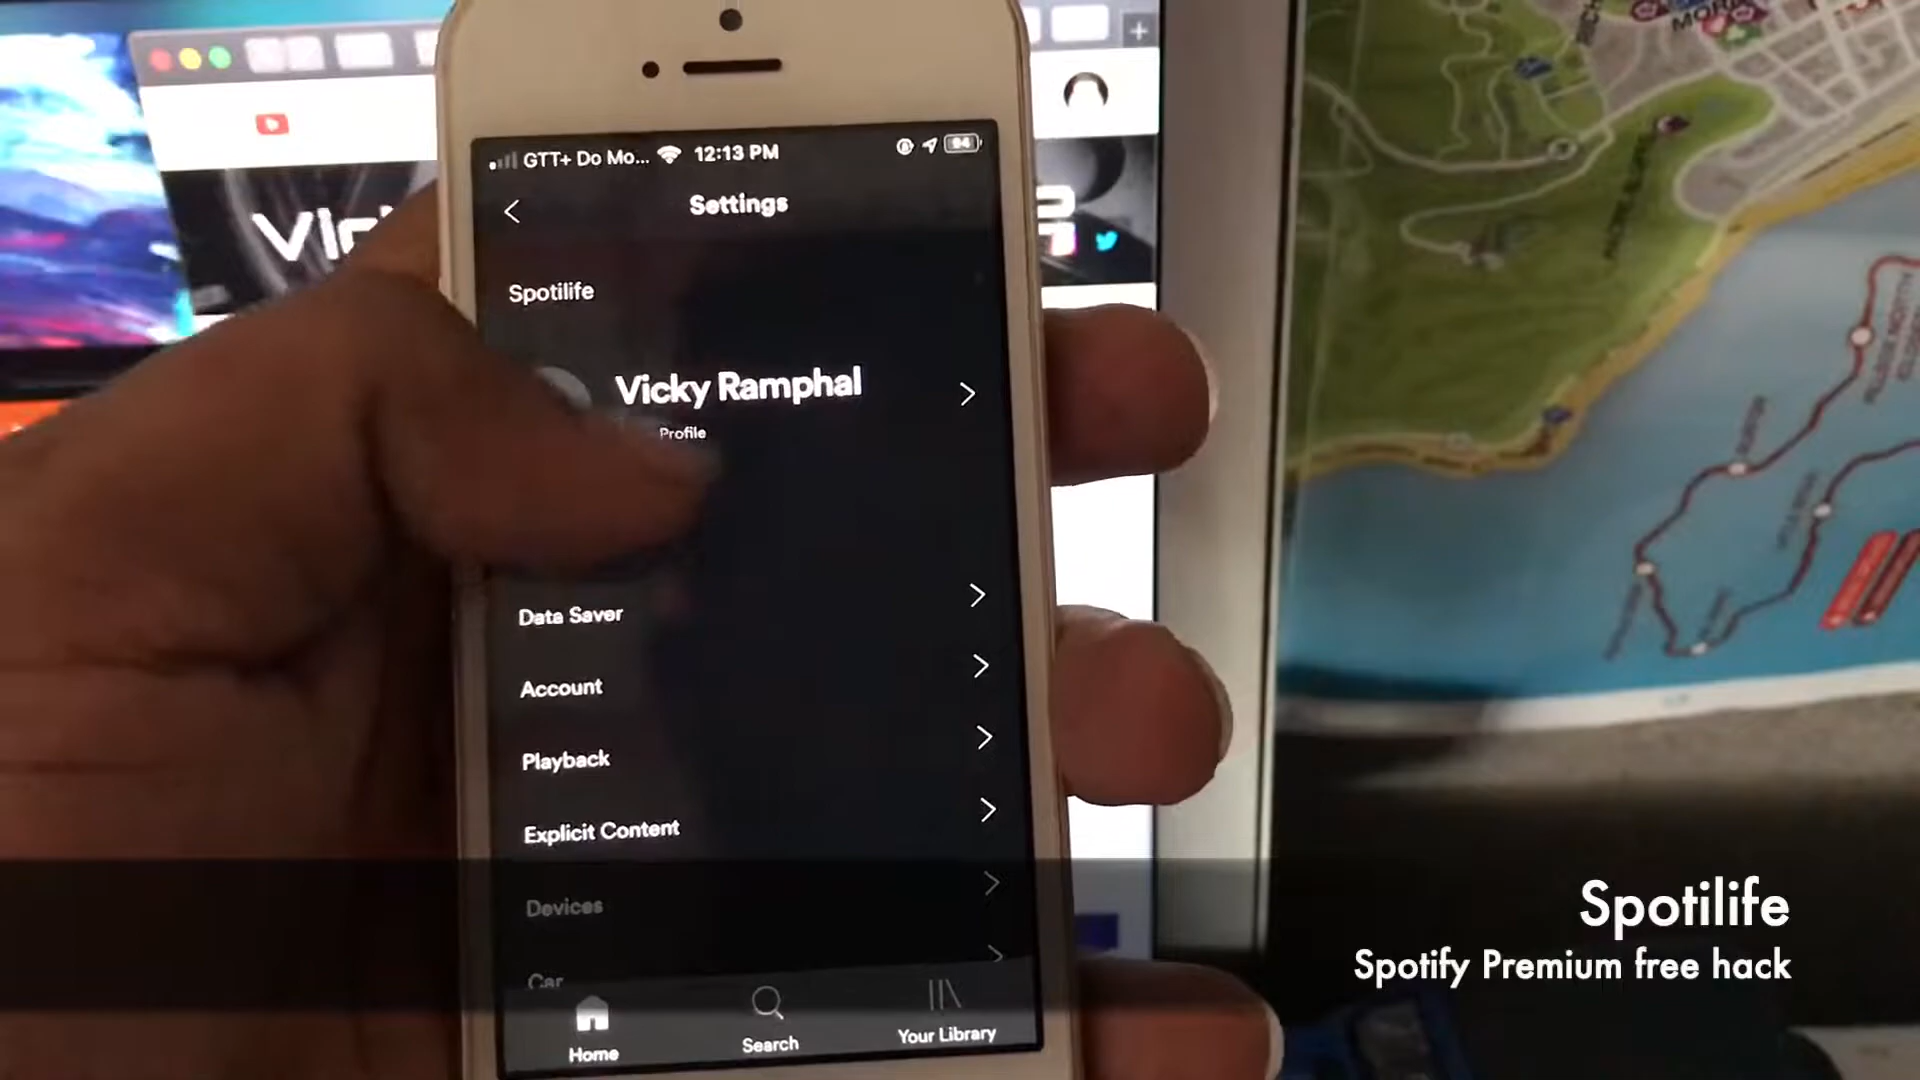 GTT+ Do Mo... 12:13 PM 94
Settings
Spotilife
Vicky Ramphal
Profile
Data Saver
Account
Playback
Explicit Content
Devices
Car
Home
Search
Your Library
Spotilife
Spotify Premium free hack